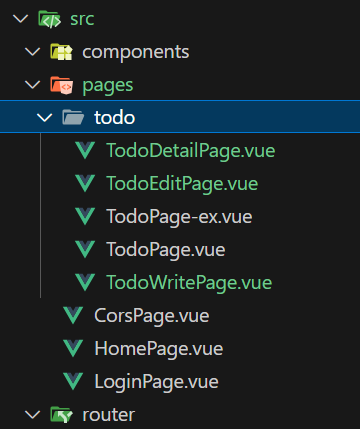 src
components
pages
todo
TodoDetailPage.vue
TodoEditPage.vue
TodoPage-ex.vue
TodoPage.vue
TodoWritePage.vue
CorsPage.vue
HomePage.vue
LoginPage.vue
router